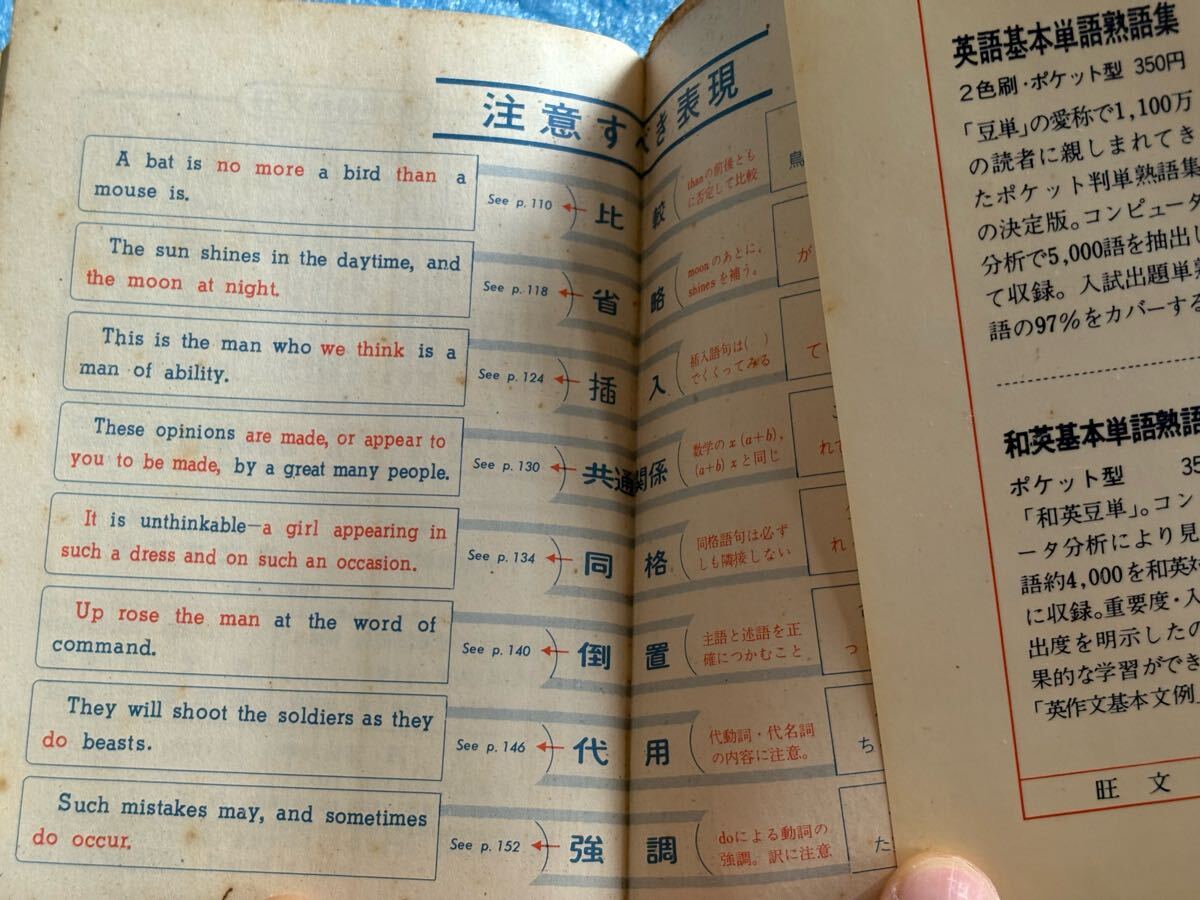 注意すべき表現
A bat is no more a bird than a
mouse is.
See p. 110
比較
thanの前後とも
に否定して比較
鳥
The sun shines in the daytime, and
the moon at night.
See p. 118
省略
moonのあとに,
shinesを補う。
が
This is the man who we think is a
man of ability.
See p. 124
挿入
挿入語句は( )
でくくってみる
て
These opinions are made, or appear to
you to be made, by a great many people.
See p. 130
共通関係
数学のx(a+b),
(a+b)xと同じ
れ
It is unthinkable—a girl appearing in
such a dress and on such an occasion.
See p. 134
同格
同格語句は必ず
しも隣接しない
れ
Up rose the man at the word of
command.
See p. 140
倒置
主語と述語を正
確につかむこと
っ
They will shoot the soldiers as they
do beasts.
See p. 146
代用
代動詞・代名詞
の内容に注意。
ち
Such mistakes may, and sometimes
do occur.
See p. 152
強調
doによる動詞の
強調。訳に注意
た
英語基本単語熟語集
2色刷・ポケット型 350円
「豆単」の愛称で1,100万
の読者に親しまれてき
たポケット判単熟語集
の決定版。コンピュータ
分析で5,000語を抽出し
て収録。入試出題単熟
語の97%をカバーする
和英基本単語熟語
ポケット型 35
「和英豆単」。コン
ータ分析により見
語約4,000を和英対
に収録。重要度・入
出度を明示したの
果的な学習ができ
「英作文基本文例」
旺文